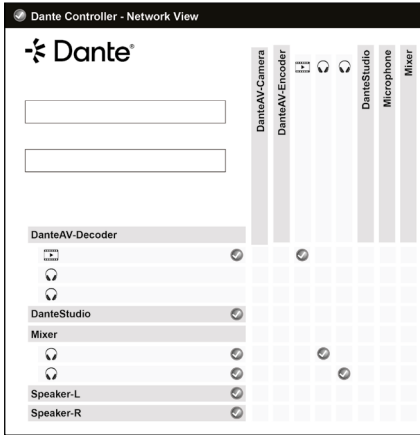 Dante Controller - Network View
Dante®
DanteAV-Camera
DanteAV-Encoder
DanteStudio
Microphone
Mixer
DanteAV-Decoder
DanteStudio
Mixer
Speaker-L
Speaker-R